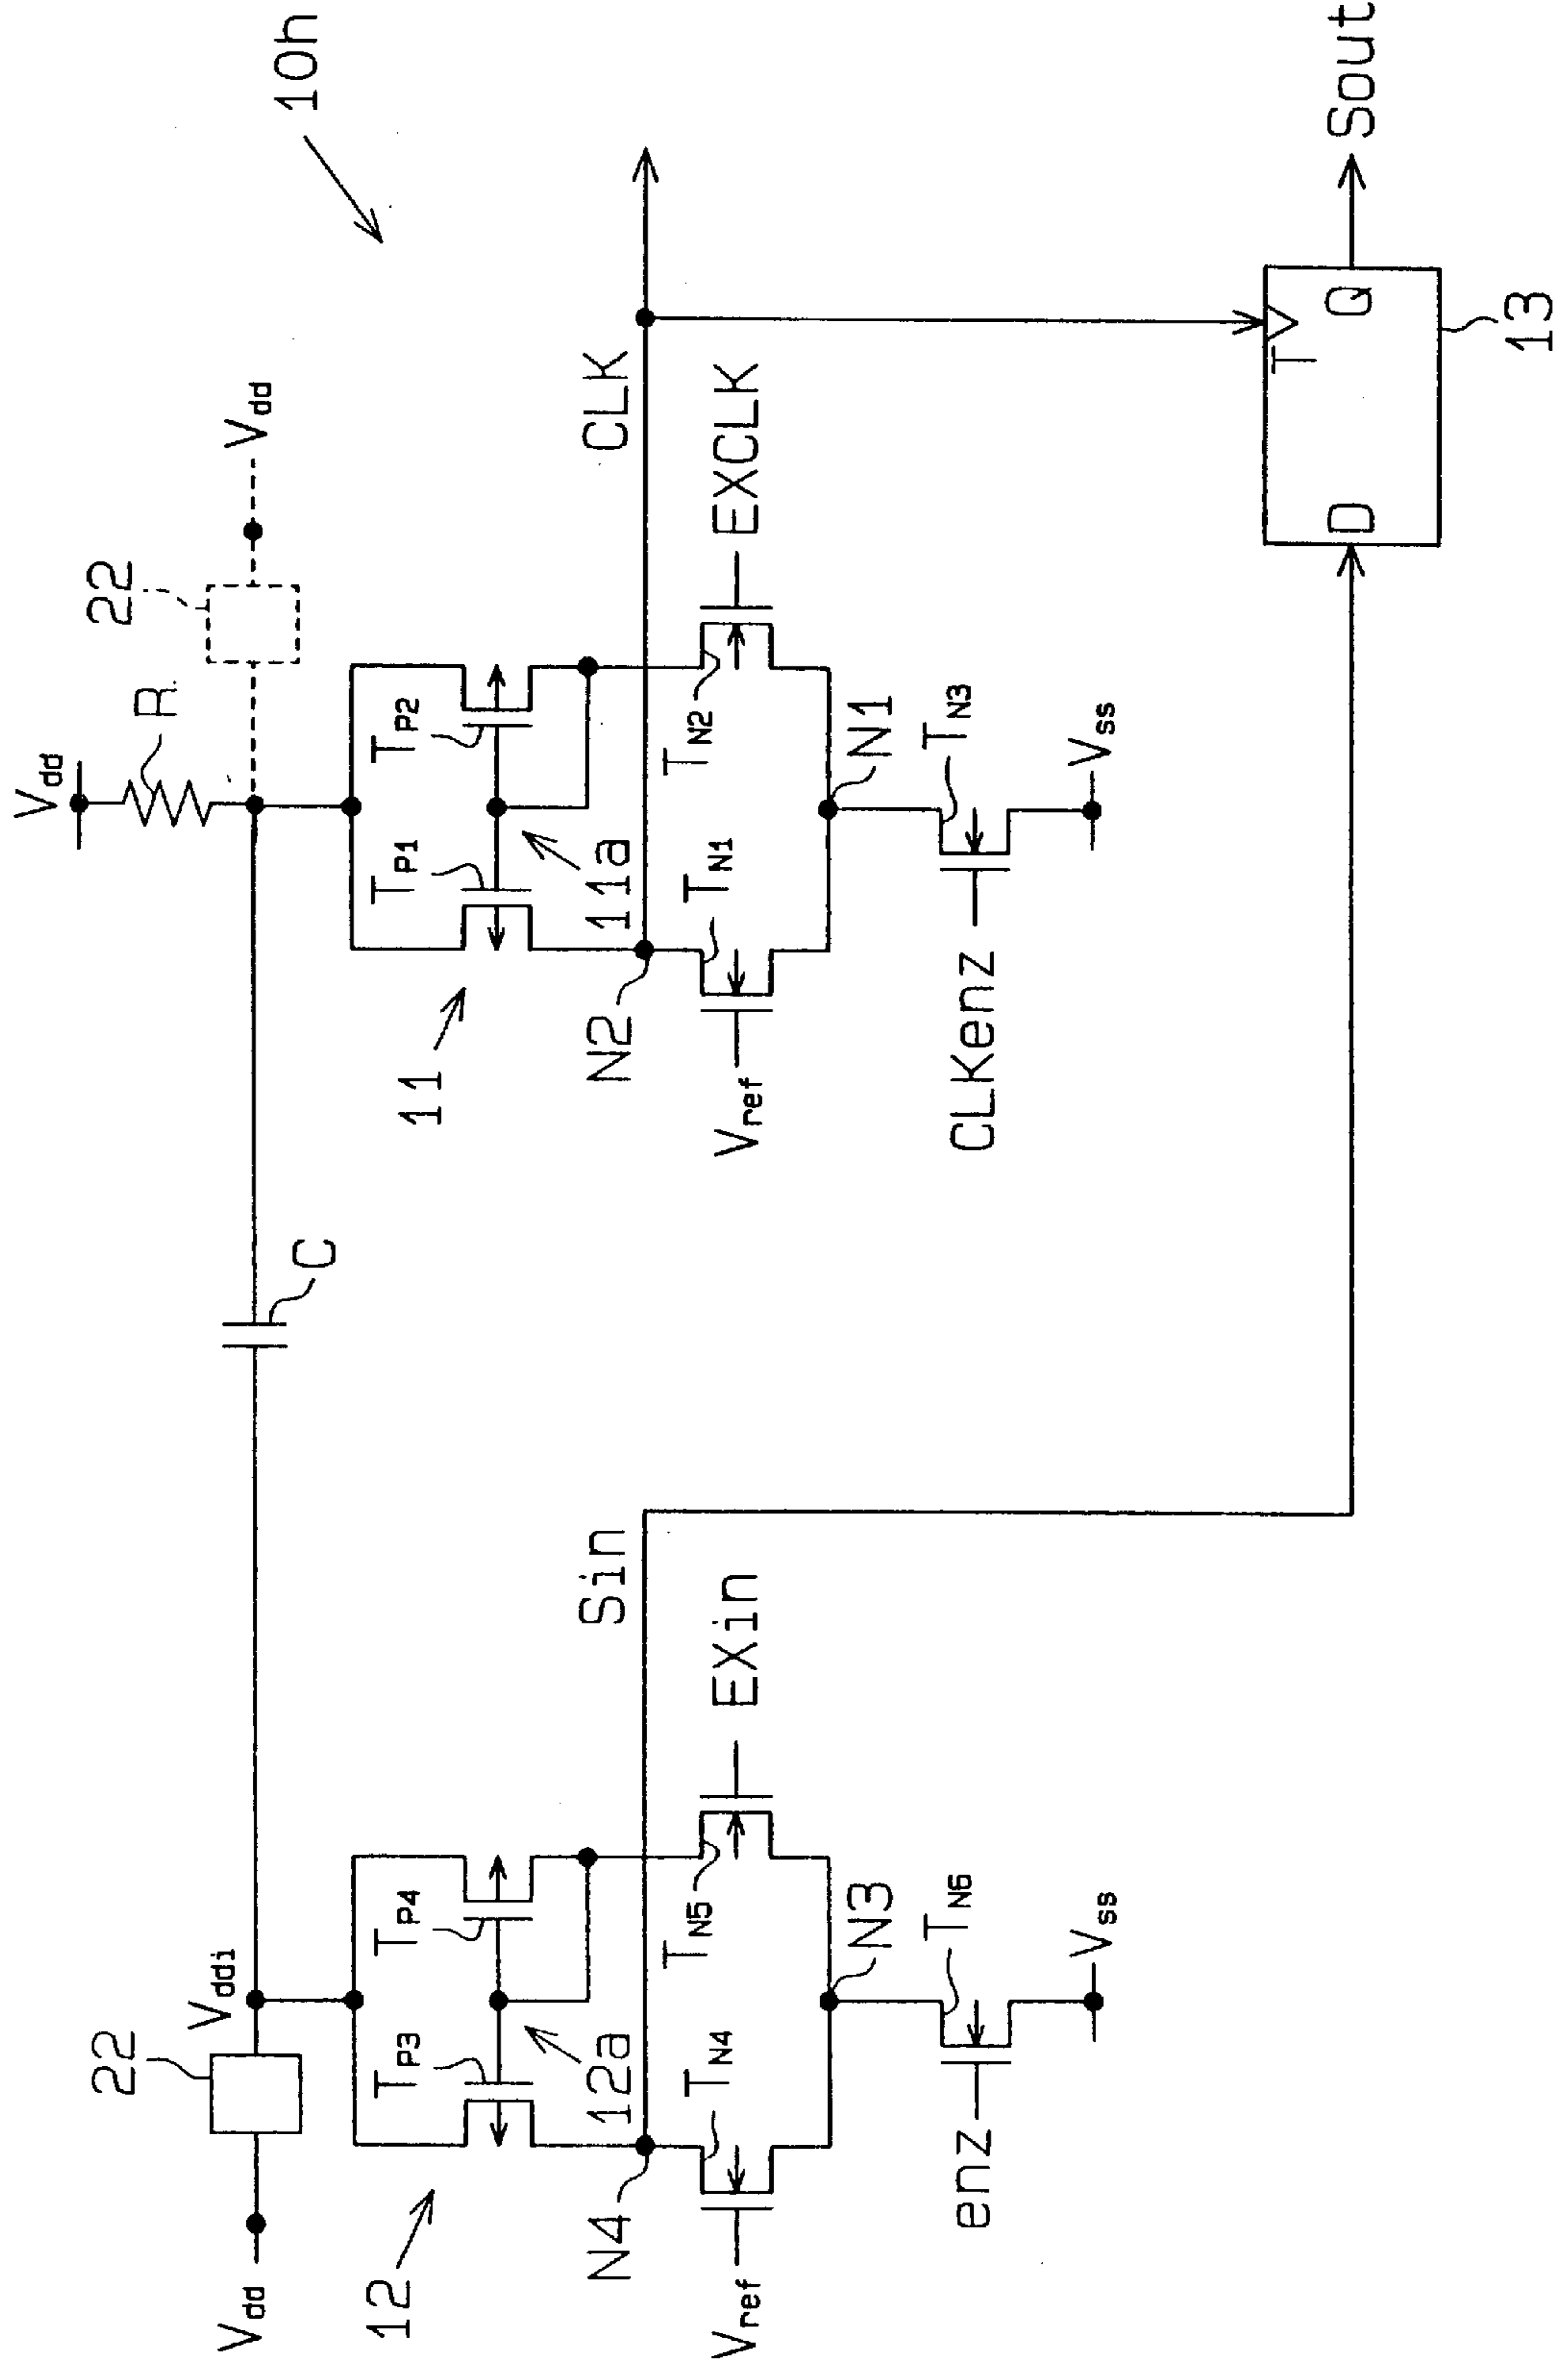 10h
Vdd
R
22
Vdd
Vdd
22
Vddi
C
12
TP3
TP4
11
TP1
TP2
12a
11a
N4
Sin
N2
CLK
Vref
TN4
TN5
EXin
Vref
TN1
TN2
EXCLK
N3
N1
enz
TN6
CLKenz
TN3
Vss
Vss
D
T
Q
Sout
13